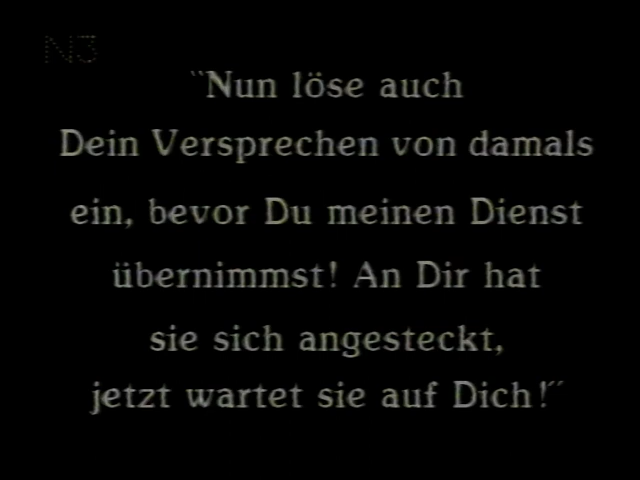 N3
"Nun löse auch
Dein Versprechen von damals
ein, bevor Du meinen Dienst
übernimmst! An Dir hat
sie sich angesteckt,
jetzt wartet sie auf Dich!"